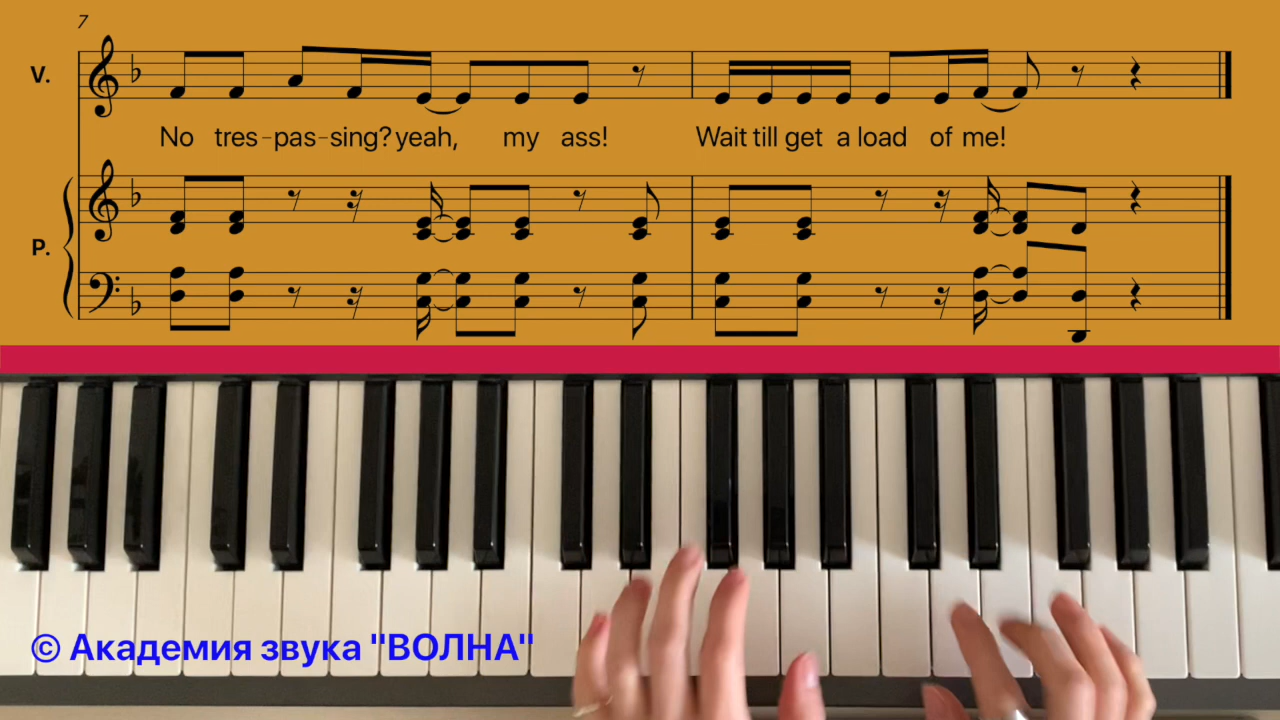 7
V.
No tres-pas-sing? yeah, my ass! Wait till get a load of me!
P.
© Академия звука "ВОЛНА"